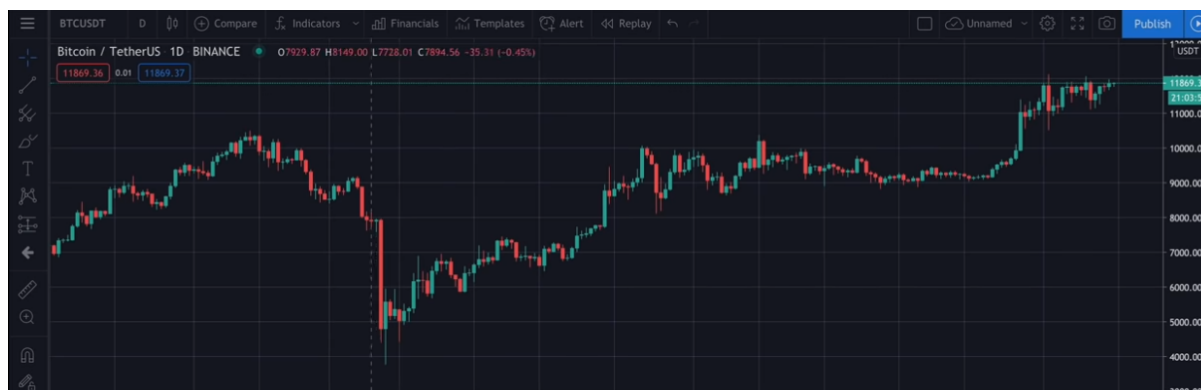 BTCUSDT D Compare Indicators Financials Templates Alert Replay Unnamed Publish
Bitcoin / TetherUS 1D BINANCE O7929.87 H8149.00 L7728.01 C7894.56 -35.31 (-0.45%)
USDT
11869.36 0.01 11869.37
11869.3
21:03:5
11000.00
10000.00
9000.00
8000.00
7000.00
6000.00
5000.00
4000.00